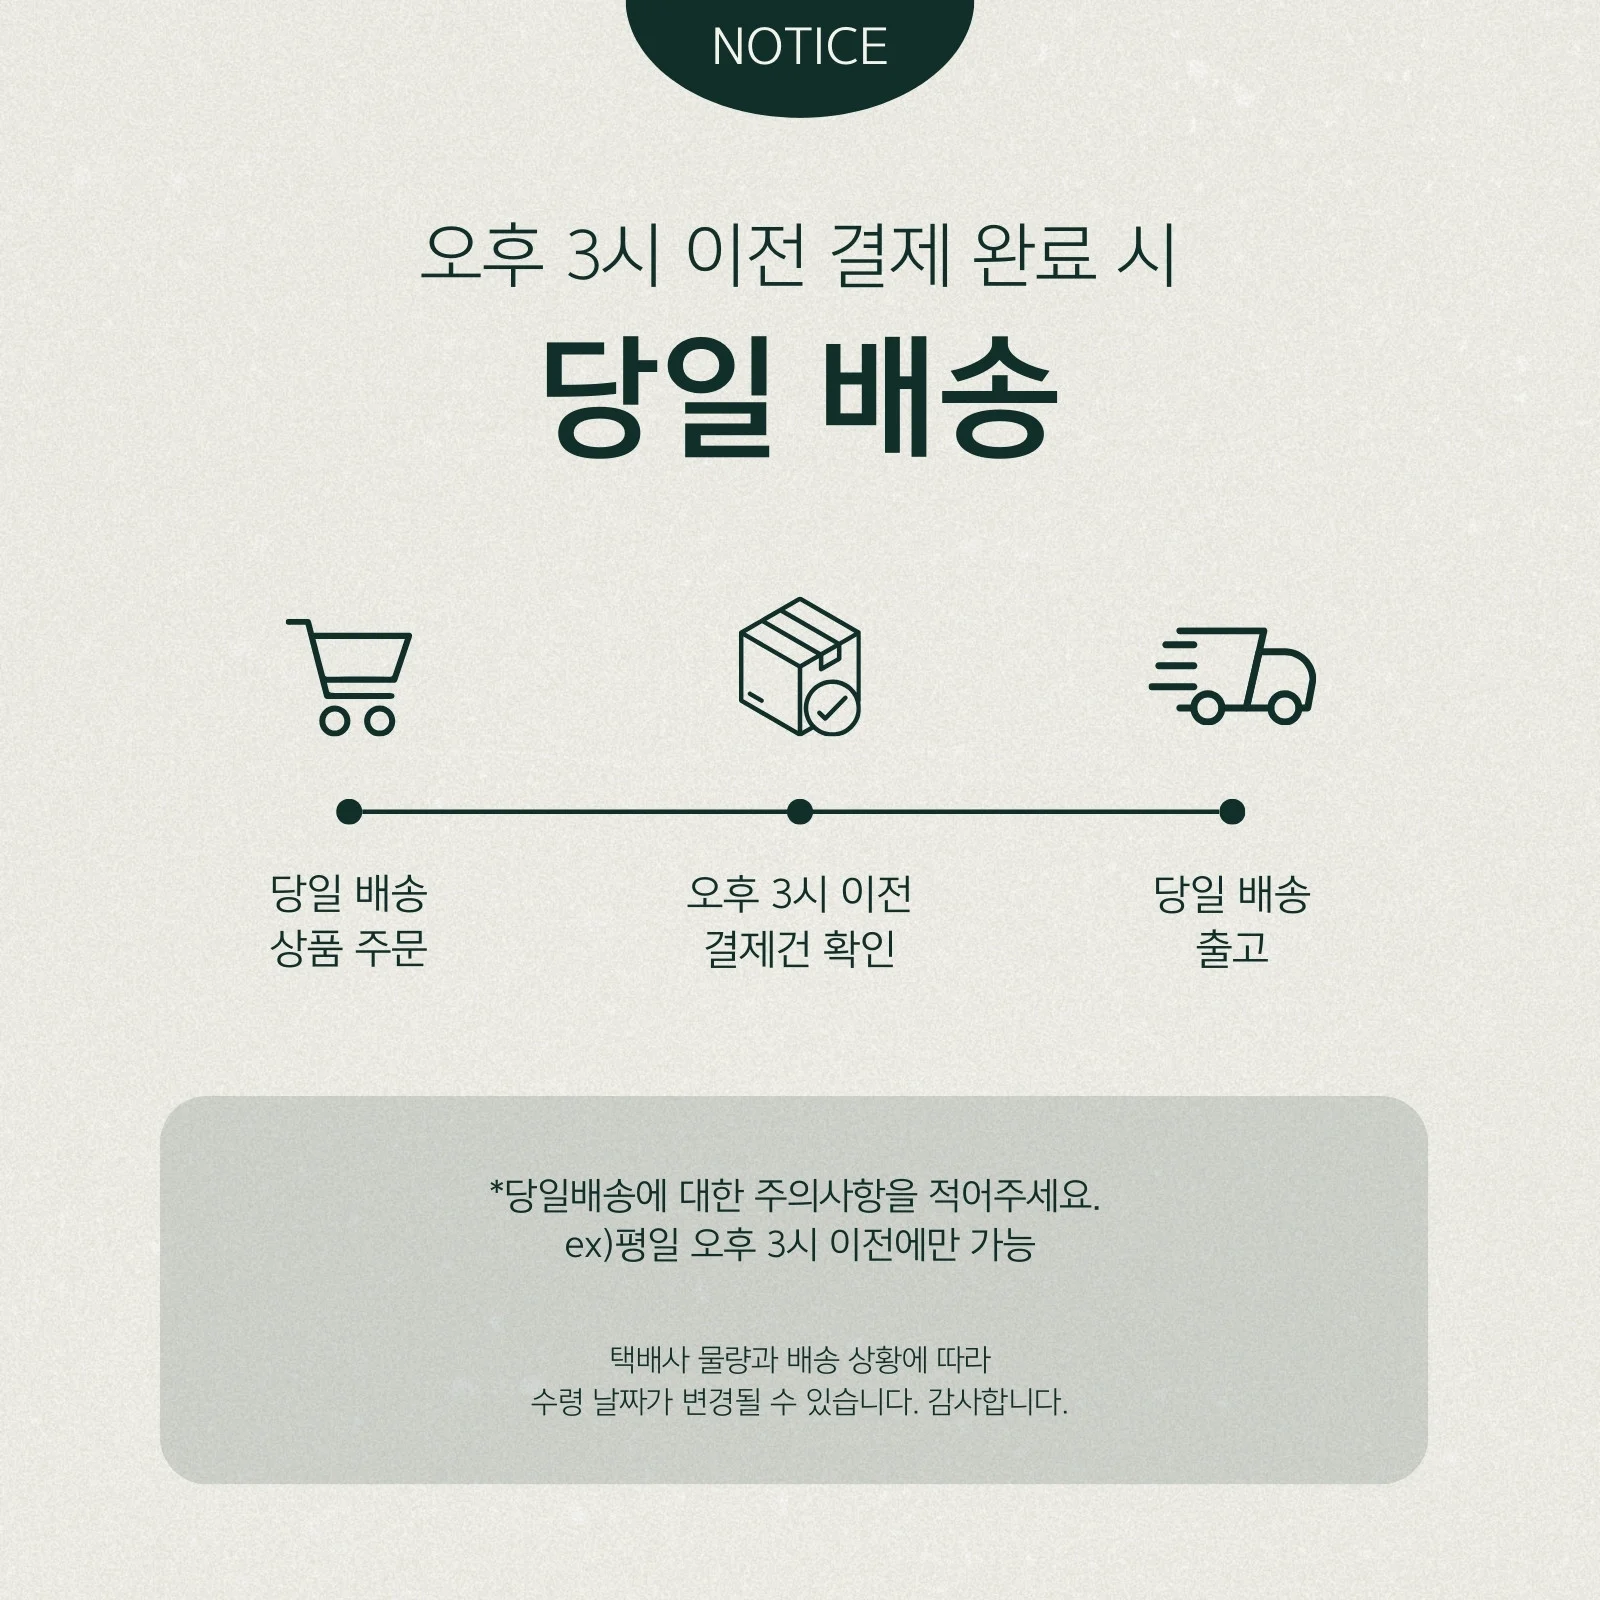 NOTICE
오후 3시 이전 결제 완료 시
당일 배송
당일 배송
상품 주문
오후 3시 이전
결제건 확인
당일 배송
출고
*당일배송에 대한 주의사항을 적어주세요.
ex)평일 오후 3시 이전에만 가능
택배사 물량과 배송 상황에 따라
수령 날짜가 변경될 수 있습니다. 감사합니다.